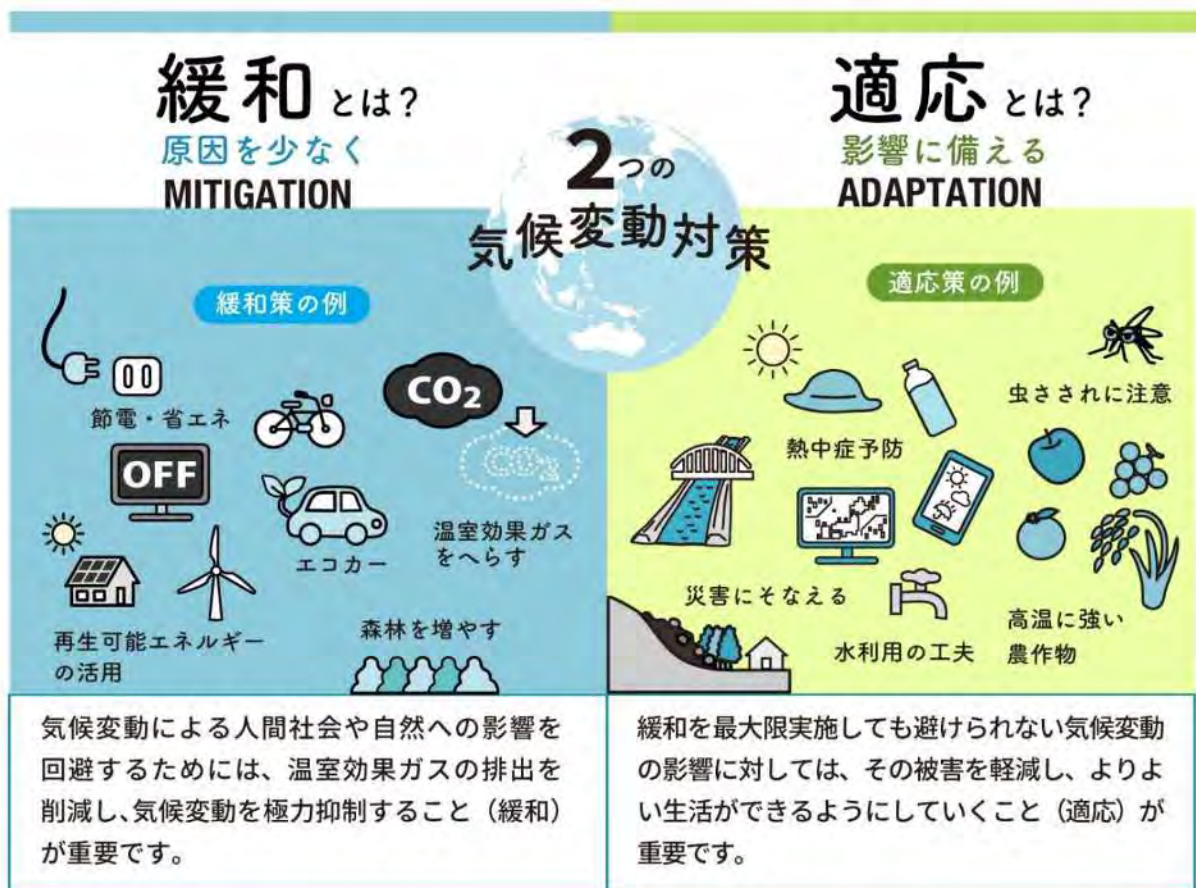 緩和とは?
原因を少なく
MITIGATION
2つの
気候変動対策
適応とは?
影響に備える
ADAPTATION
緩和策の例
節電・省エネ
OFF
CO2
CO2
エコカー
温室効果ガス
をへらす
再生可能エネルギー
の活用
森林を増やす
適応策の例
虫さされに注意
熱中症予防
災害にそなえる
水利用の工夫
高温に強い
農作物
気候変動による人間社会や自然への影響を
回避するためには、温室効果ガスの排出を
削減し、気候変動を極力抑制すること(緩和)
が重要です。
緩和を最大限実施しても避けられない気候変動
の影響に対しては、その被害を軽減し、よりよ
い生活ができるようにしていくこと(適応)が
重要です。